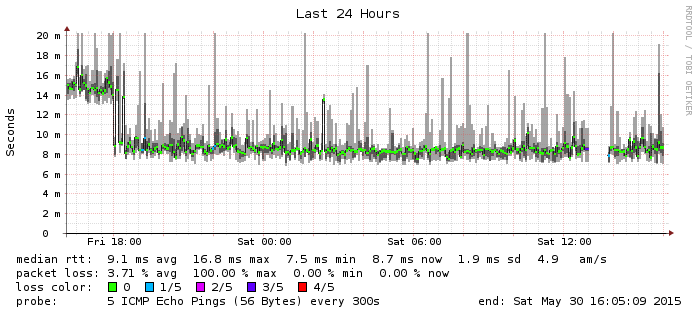 Last 24 Hours
RRDTOOL / TOBI OETIKER
Seconds
20 m
18 m
16 m
14 m
12 m
10 m
8 m
6 m
4 m
2 m
0
Fri 18:00 Sat 00:00 Sat 06:00 Sat 12:00
median rtt: 9.1 ms avg 16.8 ms max 7.5 ms min 8.7 ms now 1.9 ms sd 4.9 am/s
packet loss: 3.71 % avg 100.00 % max 0.00 % min 0.00 % now
loss color: 0 1/5 2/5 3/5 4/5
probe: 5 ICMP Echo Pings (56 Bytes) every 300s end: Sat May 30 16:05:09 2015